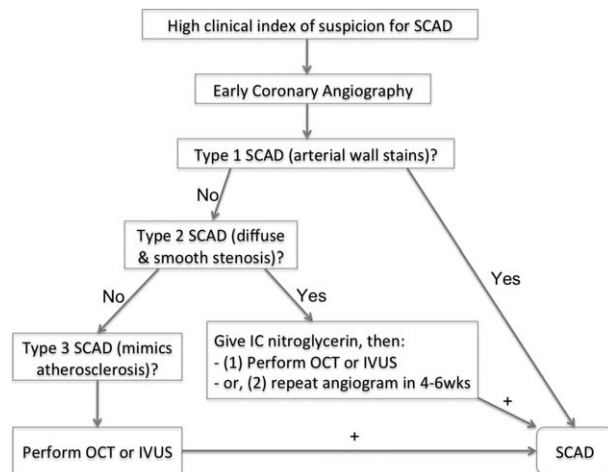 High clinical index of suspicion for SCAD
Early Coronary Angiography
Type 1 SCAD (arterial wall stains)?
No
Yes
Type 2 SCAD (diffuse
& smooth stenosis)?
No
Yes
Type 3 SCAD (mimics
atherosclerosis)?
Give IC nitroglycerin, then:
- (1) Perform OCT or IVUS
- or, (2) repeat angiogram in 4-6wks
+
Perform OCT or IVUS
+
SCAD